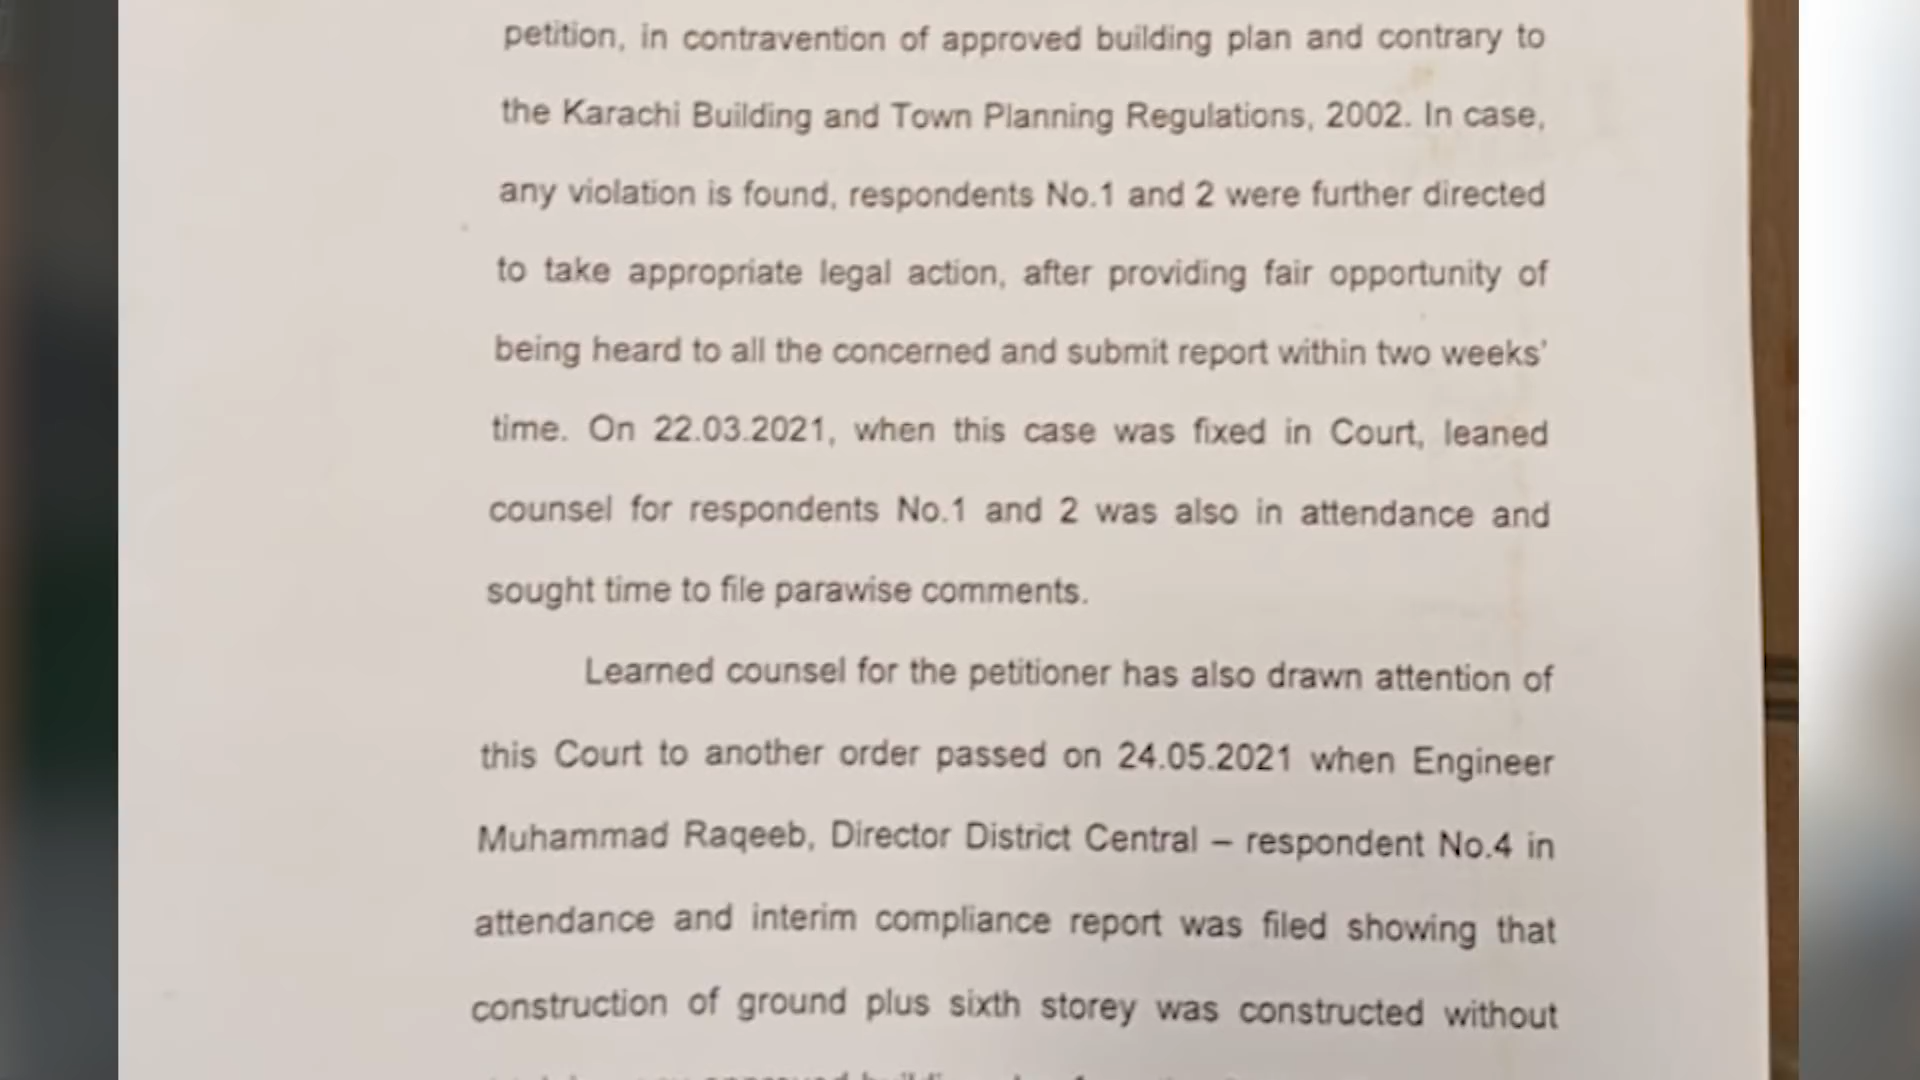 petition, in contravention of approved building plan and contrary to
the Karachi Building and Town Planning Regulations, 2002. In case,
any violation is found, respondents No.1 and 2 were further directed
to take appropriate legal action, after providing fair opportunity of
being heard to all the concerned and submit report within two weeks'
time. On 22.03.2021, when this case was fixed in Court, leaned
counsel for respondents No.1 and 2 was also in attendance and
sought time to file parawise comments.
Learned counsel for the petitioner has also drawn attention of
this Court to another order passed on 24.05.2021 when Engineer
Muhammad Raqeeb, Director District Central – respondent No.4 in
attendance and interim compliance report was filed showing that
construction of ground plus sixth storey was constructed without